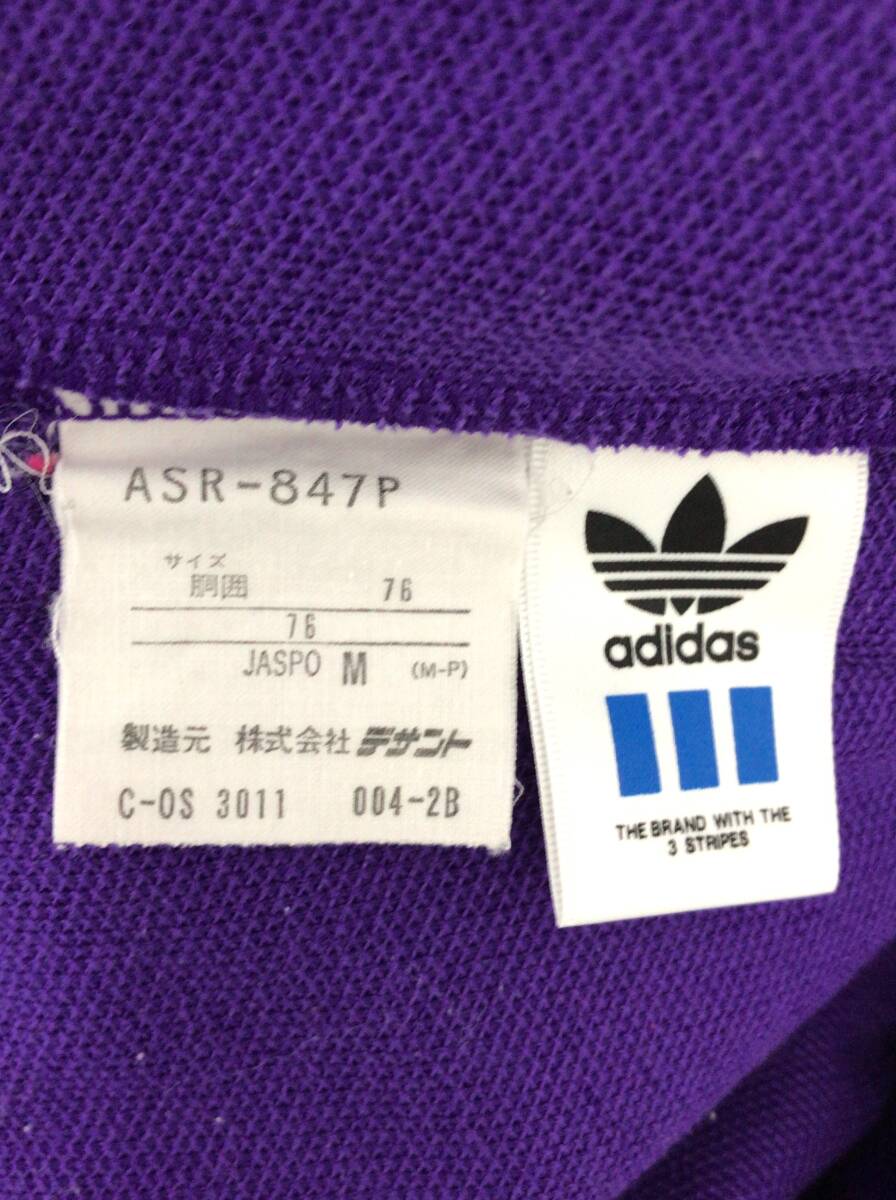 ASR-847P
サイズ
胴囲 76
76
JASPO M (M-P)
製造元 株式会社 デサント
C-OS 3011 004-2B
adidas
THE BRAND WITH THE
3 STRIPES